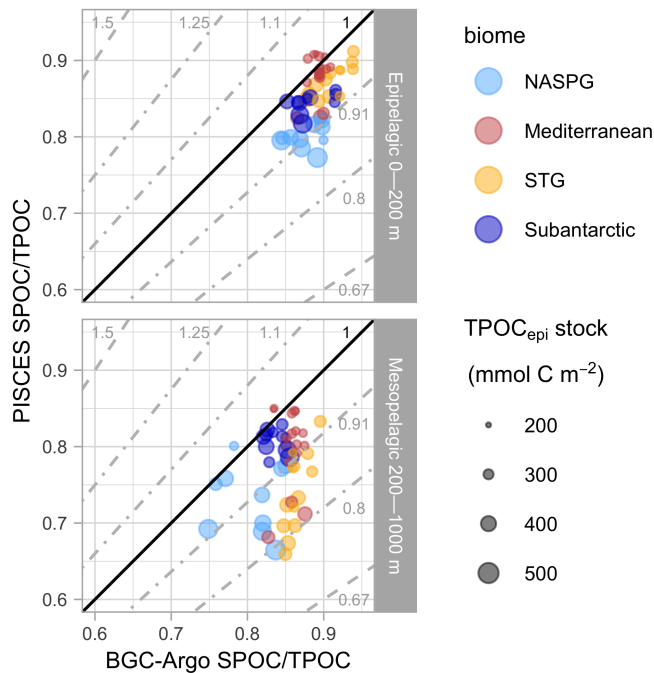 1.5 1.25 1.1 1
0.9
0.8
0.7
0.6
0.91
0.8
0.67
Epipelagic 0—200 m
PISCES SPOC/TPOC
1.5 1.25 1.1 1
0.9
0.8
0.7
0.6
0.91
0.8
0.67
Mesopelagic 200—1000 m
0.6 0.7 0.8 0.9
BGC-Argo SPOC/TPOC
biome
NASPG
Mediterranean
STG
Subantarctic
TPOCepi stock
(mmol C m⁻²)
200
300
400
500